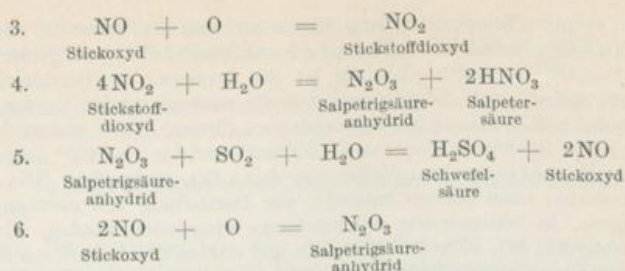 3. NO + O = NO₂
Stickoxyd Stickstoffdioxyd
4. 4NO₂ + H₂O = N₂O₃ + 2HNO₃
Stickstoff- Salpetrigsäure- Salpeter-
dioxyd anhydrid säure
5. N₂O₃ + SO₂ + H₂O = H₂SO₄ + 2NO
Salpetrigsäure- Schwefel- Stickoxyd
anhydrid säure
6. 2NO + O = N₂O₃
Stickoxyd Salpetrigsäure-
anhydrid